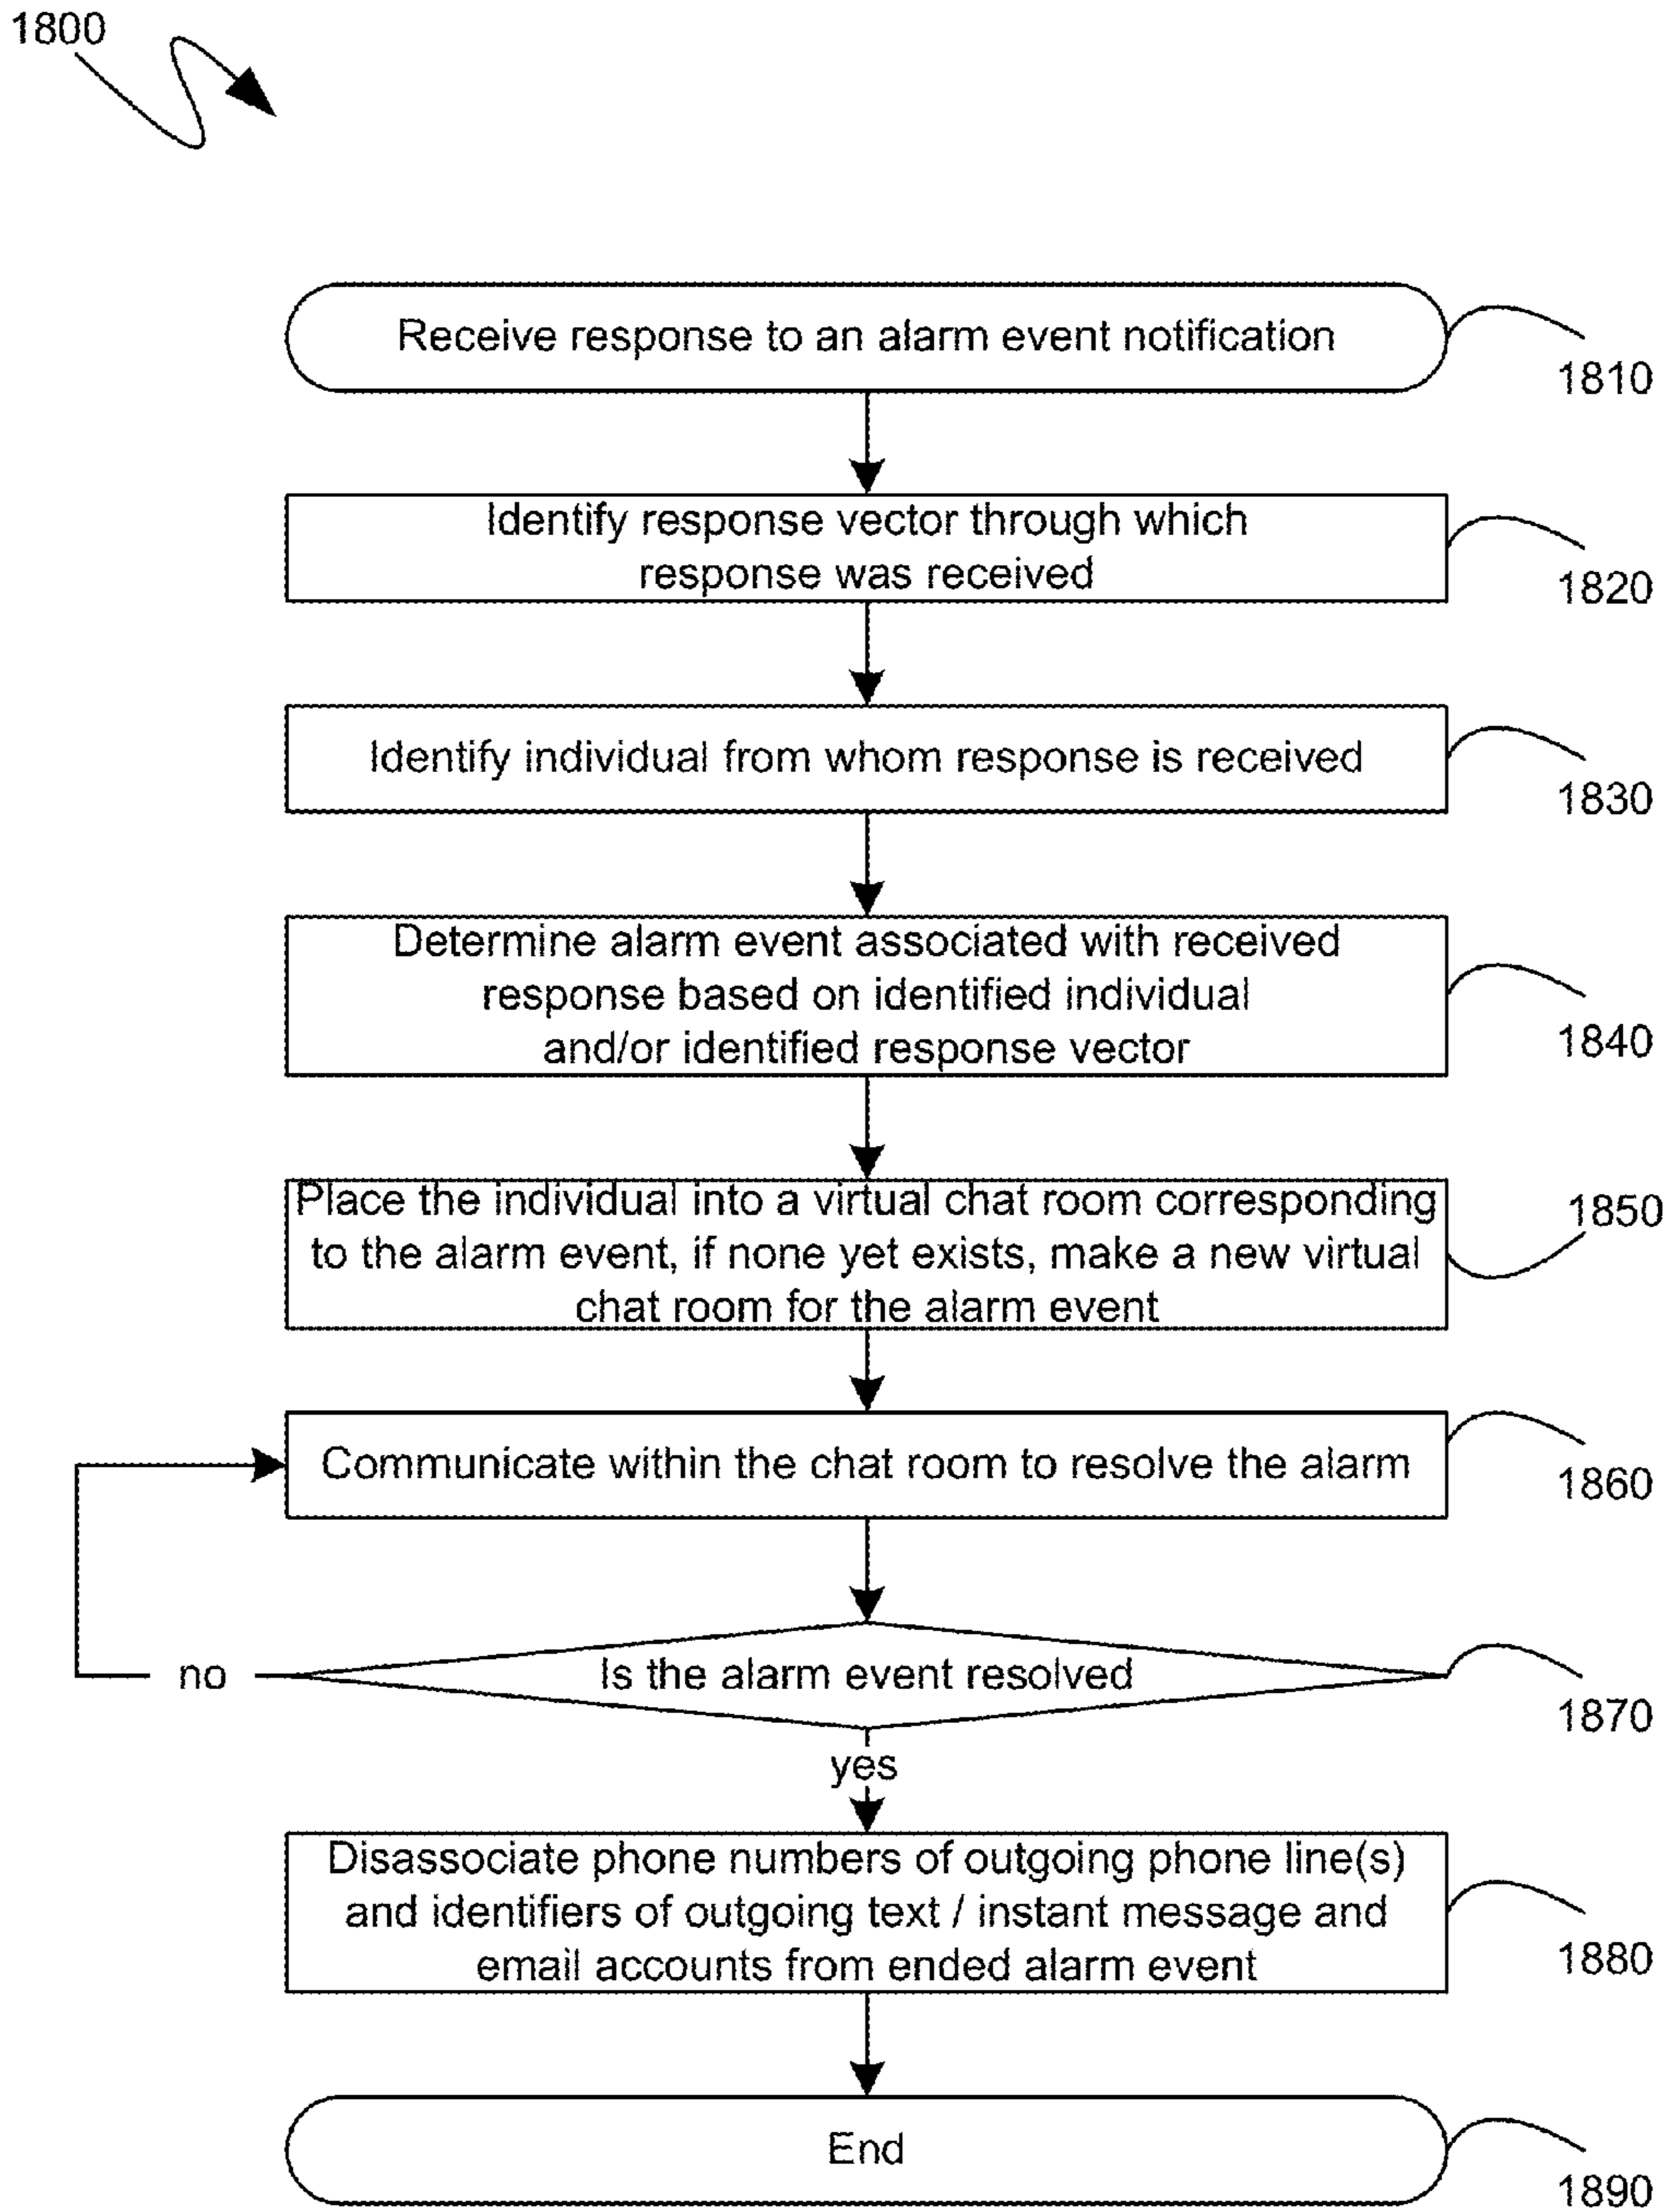 1800
Receive response to an alarm event notification
1810
Identify response vector through which
response was received
1820
Identify individual from whom response is received
1830
Determine alarm event associated with received
response based on identified individual
and/or identified response vector
1840
Place the individual into a virtual chat room corresponding
to the alarm event, if none yet exists, make a new virtual
chat room for the alarm event
1850
Communicate within the chat room to resolve the alarm
1860
Is the alarm event resolved
no
1870
yes
Disassociate phone numbers of outgoing phone line(s)
and identifiers of outgoing text / instant message and
email accounts from ended alarm event
1880
End
1890